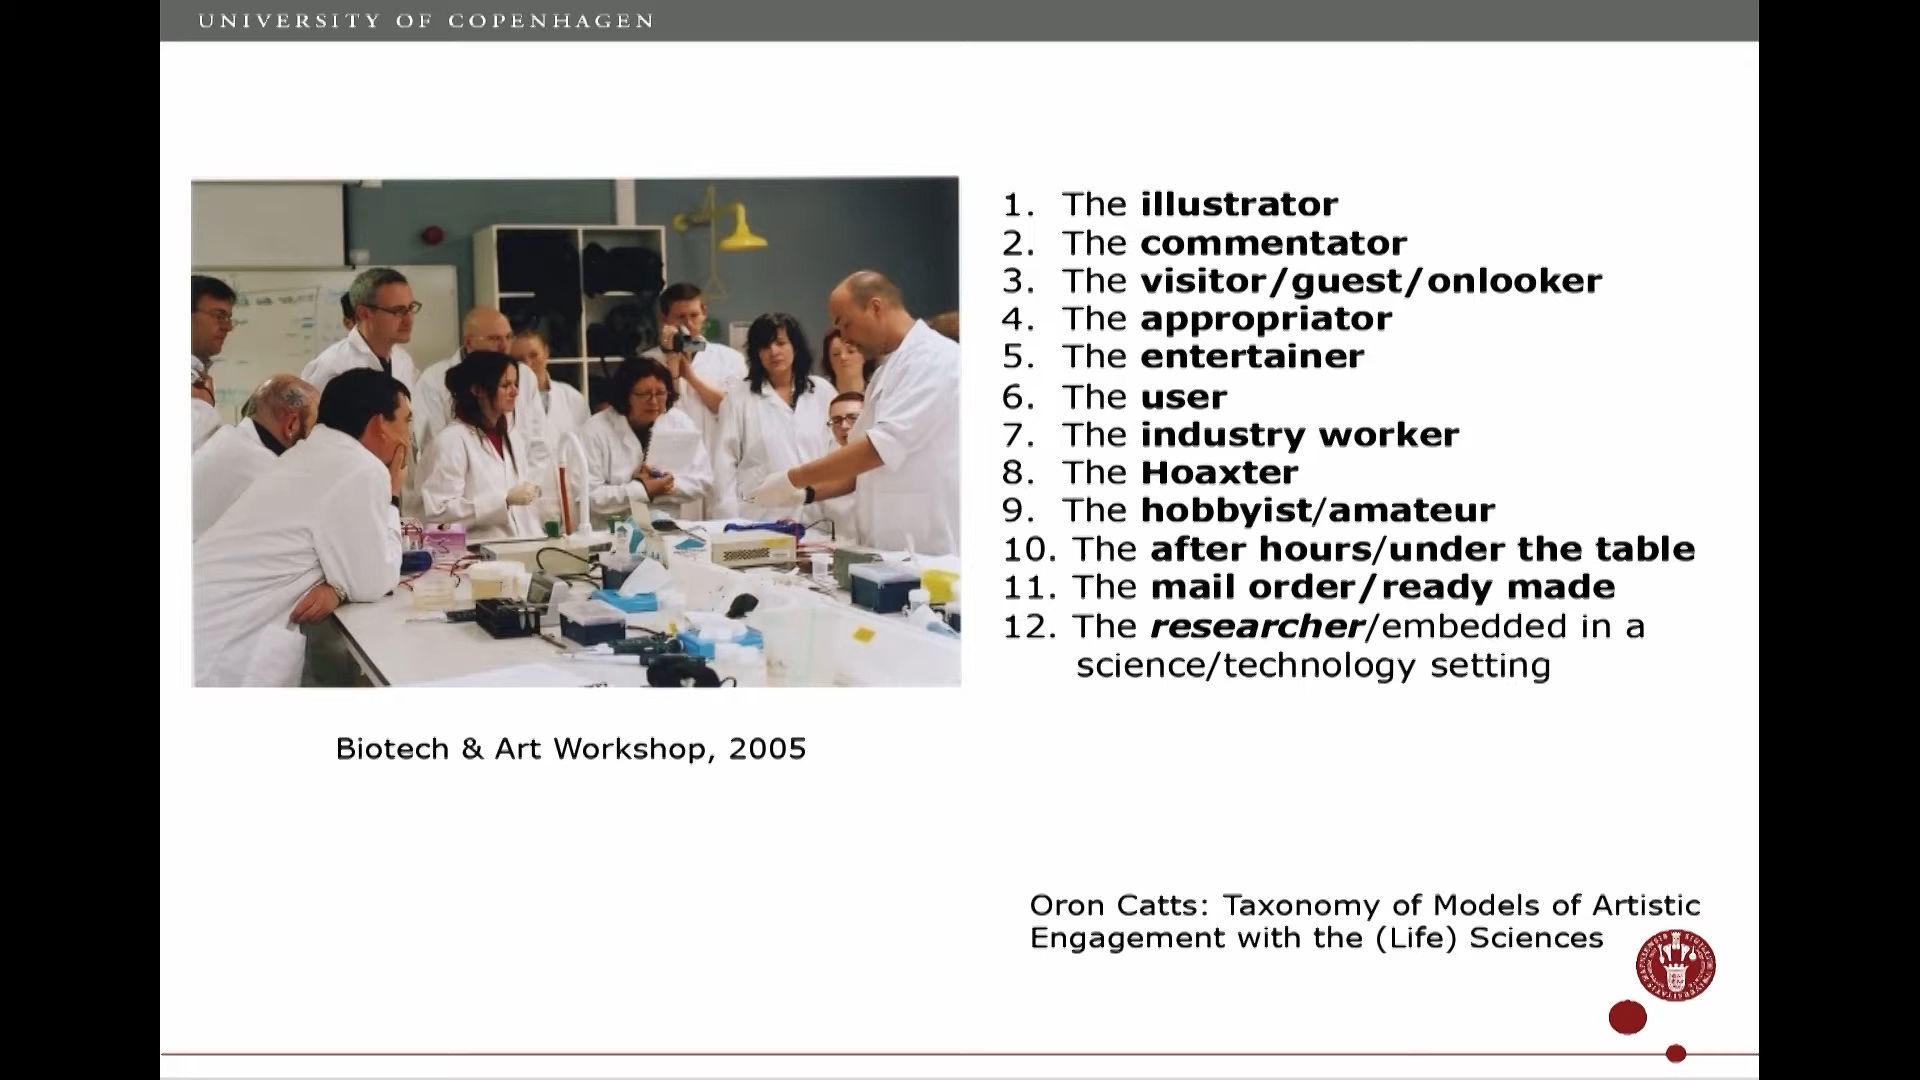 UNIVERSITY OF COPENHAGEN
1. The illustrator
2. The commentator
3. The visitor/guest/onlooker
4. The appropriator
5. The entertainer
6. The user
7. The industry worker
8. The Hoaxter
9. The hobbyist/amateur
10. The after hours/under the table
11. The mail order/ready made
12. The researcher/embedded in a
science/technology setting
Biotech & Art Workshop, 2005
Oron Catts: Taxonomy of Models of Artistic
Engagement with the (Life) Sciences